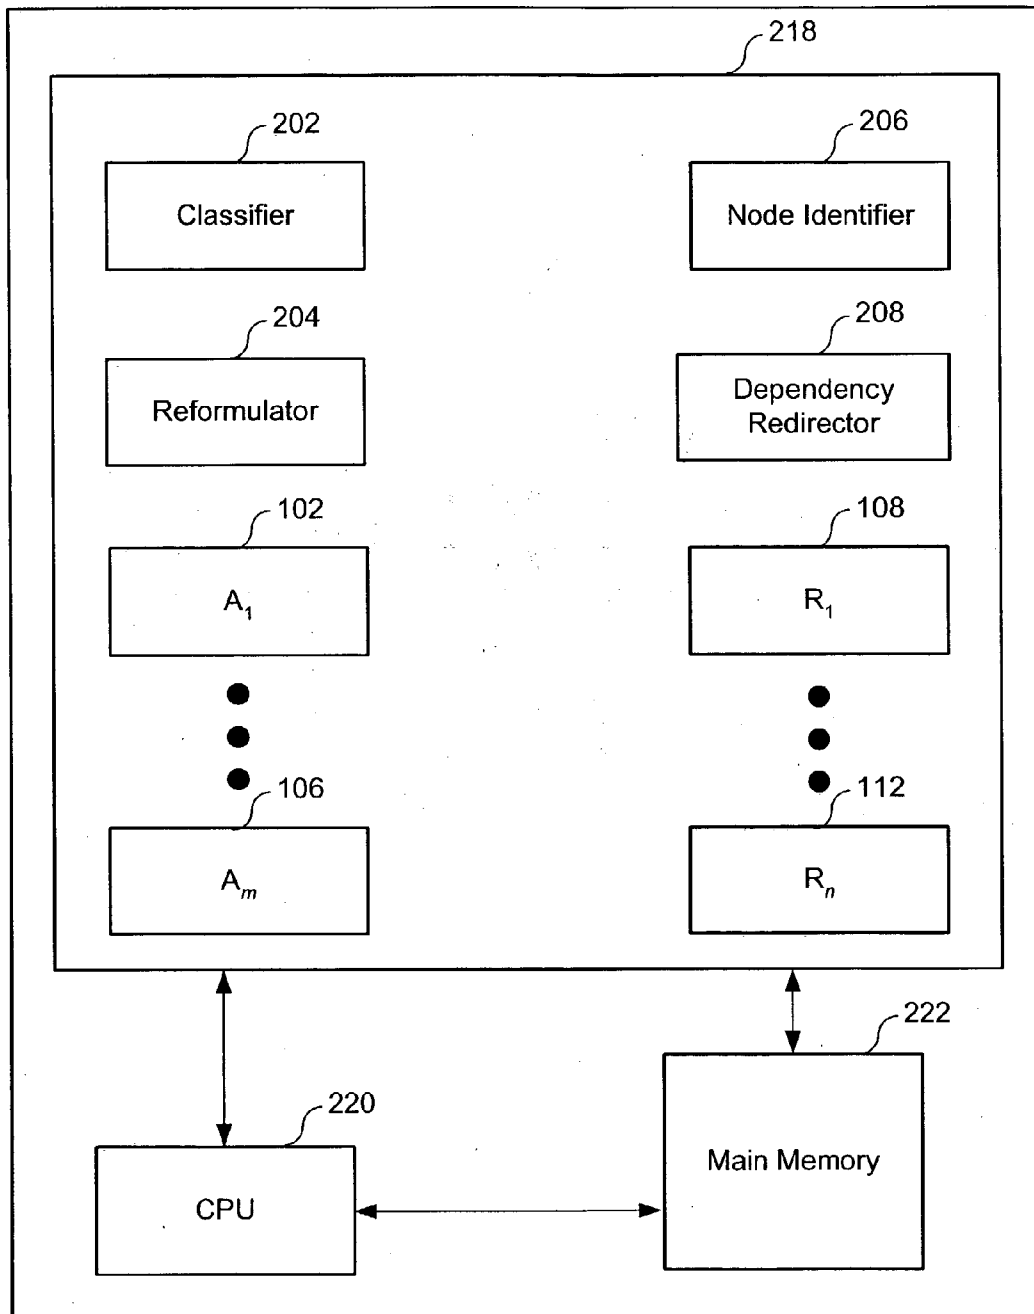 218
202
206
Classifier
Node Identifier
204
208
Reformulator
Dependency
Redirector
102
108
A1
R1
106
112
Am
Rn
222
220
Main Memory
CPU